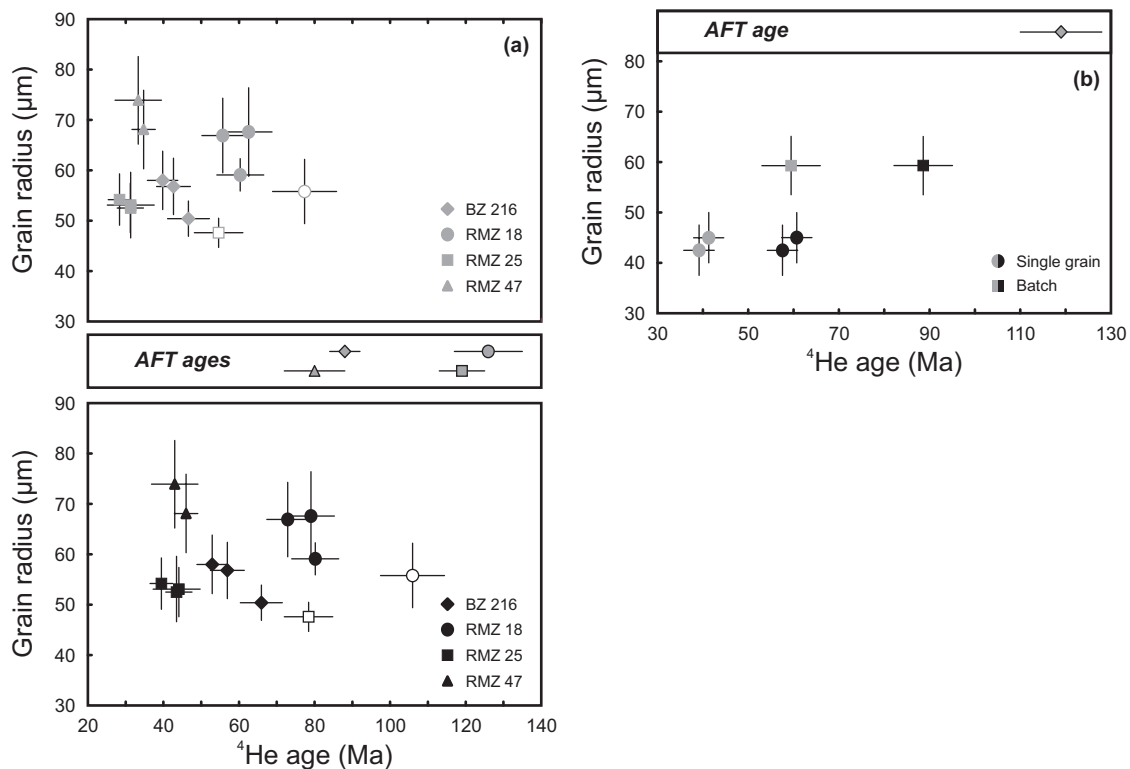 90
80
70
60
50
40
30
Grain radius (µm)
(a)
BZ 216
RMZ 18
RMZ 25
RMZ 47
AFT ages
90
80
70
60
50
40
30
Grain radius (µm)
BZ 216
RMZ 18
RMZ 25
RMZ 47
20 40 60 80 100 120 140
⁴He age (Ma)
AFT age
(b)
90
80
70
60
50
40
30
Grain radius (µm)
Single grain
Batch
30 50 70 90 110 130
⁴He age (Ma)